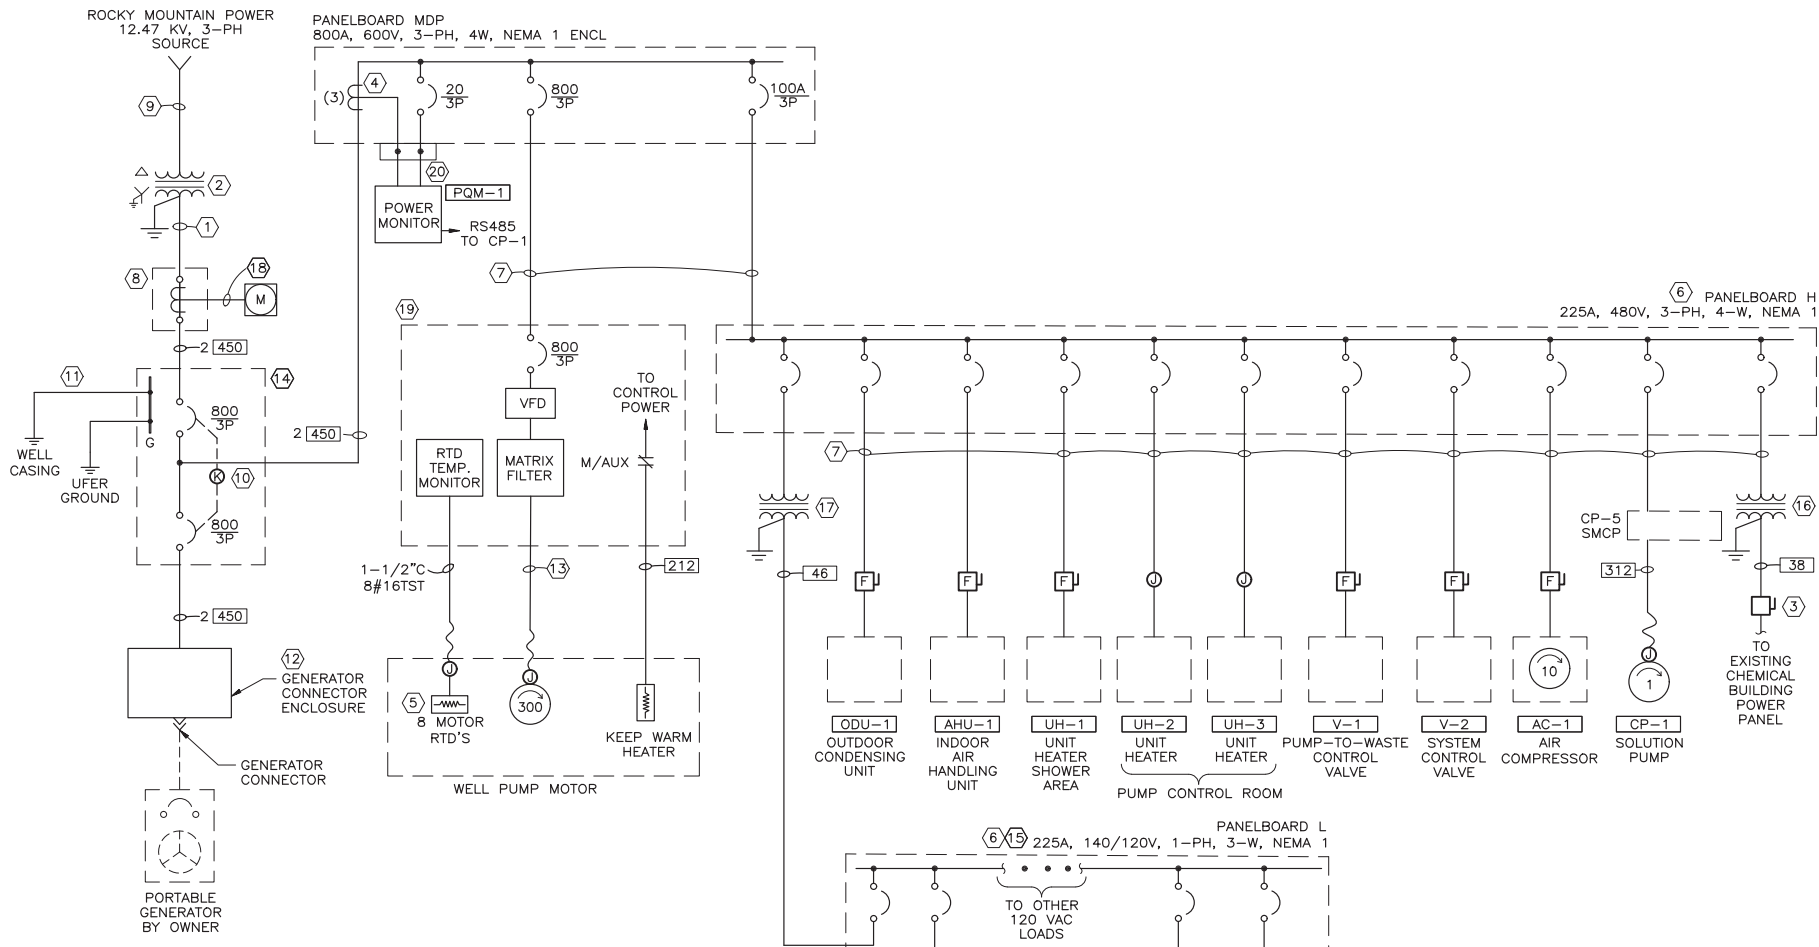 ROCKY MOUNTAIN POWER
12.47 KV, 3-PH
SOURCE
9
2
1
8
18
M
2 450
11
14
800
3P
G
WELL
CASING
UFER
GROUND
K
10
800
3P
2 450
2 450
12
GENERATOR
CONNECTOR
ENCLOSURE
GENERATOR
CONNECTOR
PORTABLE
GENERATOR
BY OWNER
PANELBOARD MDP
800A, 600V, 3-PH, 4W, NEMA 1 ENCL
(3)
4
20
3P
800
3P
100A
3P
20
PQM-1
POWER
MONITOR
RS485
TO CP-1
7
19
800
3P
VFD
TO
CONTROL
POWER
RTD
TEMP.
MONITOR
MATRIX
FILTER
M/AUX
1-1/2"C
8#16TST
13
212
J
J
5
8 MOTOR
RTD'S
300
KEEP WARM
HEATER
WELL PUMP MOTOR
6
PANELBOARD H
225A, 480V, 3-PH, 4-W, NEMA 1
7
17
46
16
CP-5
SMCP
312
38
3
F
F
F
J
J
F
F
F
J
10
1
TO
EXISTING
CHEMICAL
BUILDING
POWER
PANEL
ODU-1
OUTDOOR
CONDENSING
UNIT
AHU-1
INDOOR
AIR
HANDLING
UNIT
UH-1
UNIT
HEATER
SHOWER
AREA
UH-2
UNIT
HEATER
UH-3
UNIT
HEATER
PUMP CONTROL ROOM
V-1
PUMP-TO-WASTE
CONTROL
VALVE
V-2
SYSTEM
CONTROL
VALVE
AC-1
AIR
COMPRESSOR
CP-1
SOLUTION
PUMP
PANELBOARD L
6 15 225A, 140/120V, 1-PH, 3-W, NEMA 1
TO OTHER
120 VAC
LOADS